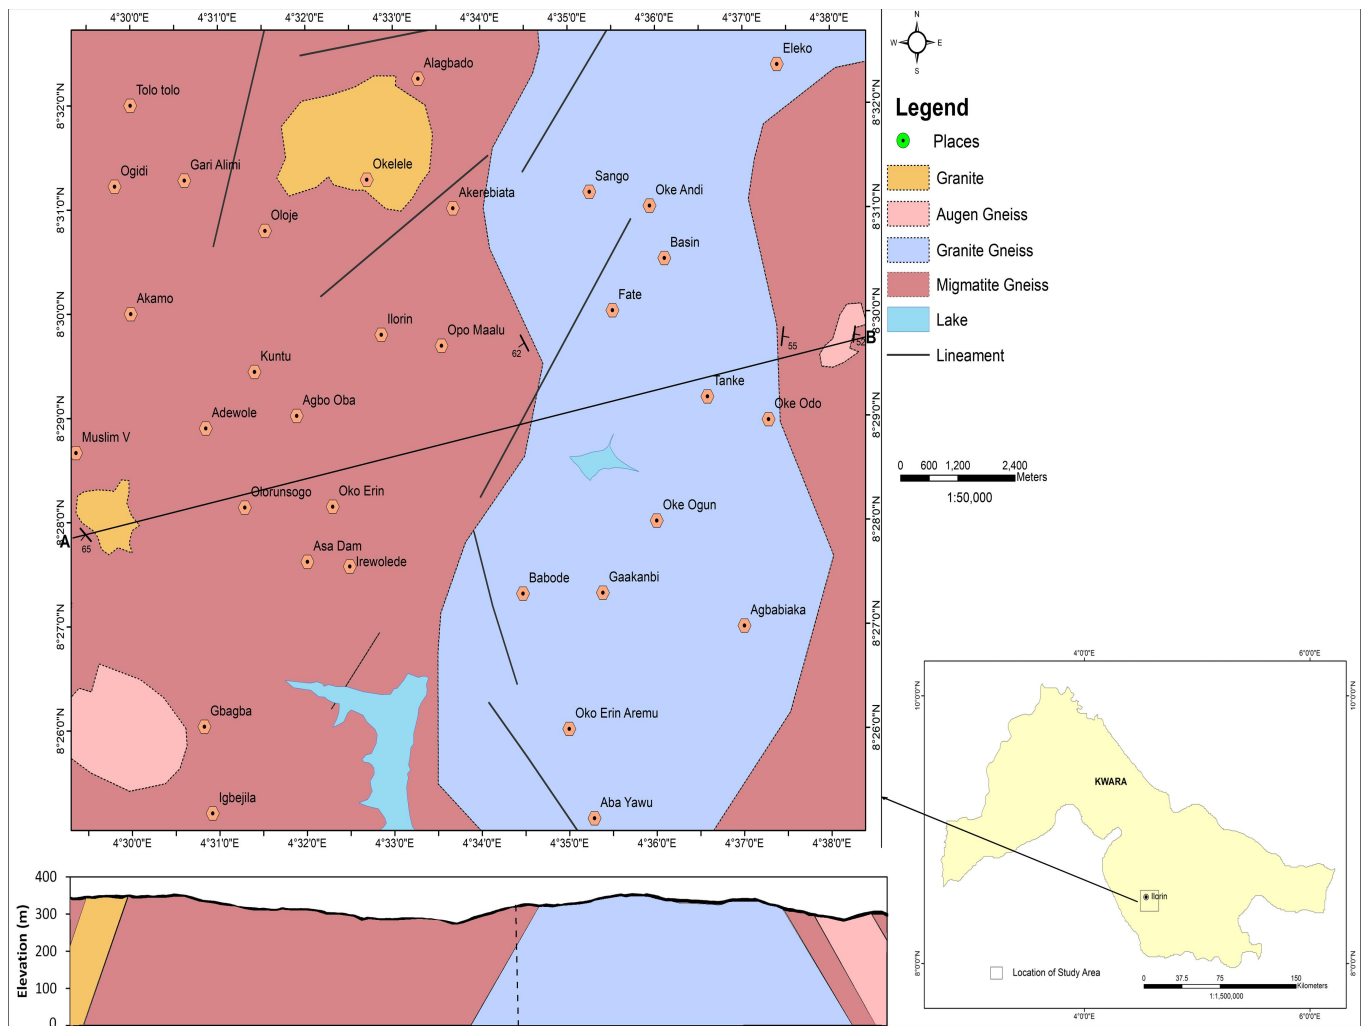 4°30'0"E 4°31'0"E 4°32'0"E 4°33'0"E 4°34'0"E 4°35'0"E 4°36'0"E 4°37'0"E 4°38'0"E
N
W E
S
8°32'0"N
8°31'0"N
8°30'0"N
8°29'0"N
8°28'0"N
8°27'0"N
8°26'0"N
Eleko
Alagbado
Tolo tolo
Ogidi
Gari Alimi
Okelele
Sango
Oke Andi
Akerebiata
Oloje
Basin
Akamo
Fate
Ilorin
Opo Maalu
62
55
52
B
Kuntu
Tanke
Adewole
Agbo Oba
Oke Odo
Muslim V
Olorunsogo
Oko Erin
Oke Ogun
A
65
Asa Dam
Irewolede
Babode
Gaakanbi
Agbabiaka
Gbagba
Oko Erin Aremu
Igbejila
Aba Yawu
8°32'0"N
8°31'0"N
8°30'0"N
8°29'0"N
8°28'0"N
8°27'0"N
8°26'0"N
4°30'0"E 4°31'0"E 4°32'0"E 4°33'0"E 4°34'0"E 4°35'0"E 4°36'0"E 4°37'0"E 4°38'0"E
Legend
Places
Granite
Augen Gneiss
Granite Gneiss
Migmatite Gneiss
Lake
Lineament
0 600 1,200 2,400
Meters
1:50,000
4°0'0"E 6°0'0"E
10°0'0"N 10°0'0"N
KWARA
Ilorin
8°0'0"N 8°0'0"N
Location of Study Area
0 37.5 75 150
Kilometers
1:1,500,000
4°0'0"E 6°0'0"E
Elevation (m)
400
300
200
100
0